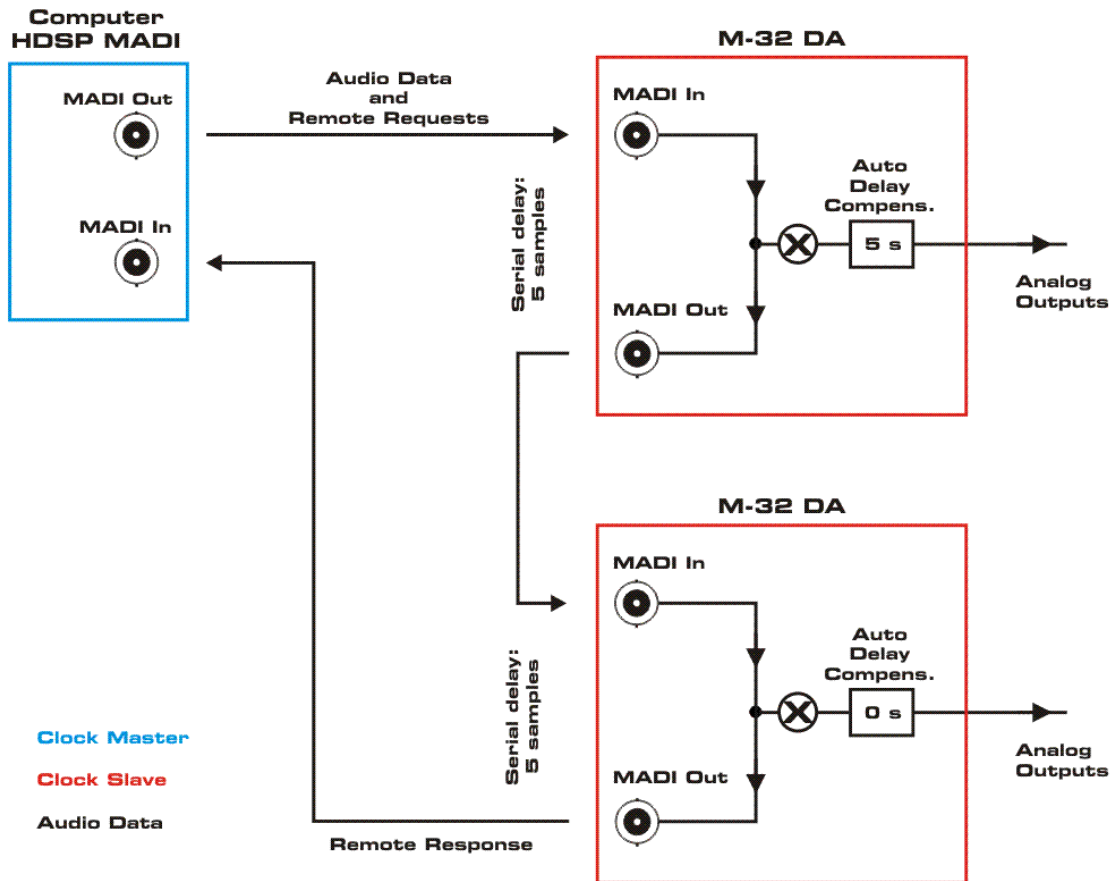 Computer
HDSP MADI
MADI Out
MADI In
Audio Data
and
Remote Requests
Serial delay:
5 samples
M-32 DA
MADI In
Auto
Delay
Compens.
5 s
Analog
Outputs
MADI Out
M-32 DA
MADI In
Auto
Delay
Compens.
0 s
Analog
Outputs
MADI Out
Serial delay:
5 samples
Remote Response
Clock Master
Clock Slave
Audio Data